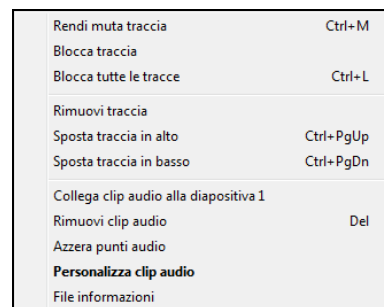 Rendi muta traccia Ctrl+M
Blocca traccia
Blocca tutte le tracce Ctrl+L
Rimuovi traccia
Sposta traccia in alto Ctrl+PgUp
Sposta traccia in basso Ctrl+PgDn
Collega clip audio alla diapositiva 1
Rimuovi clip audio Del
Azzera punti audio
Personalizza clip audio
File informazioni